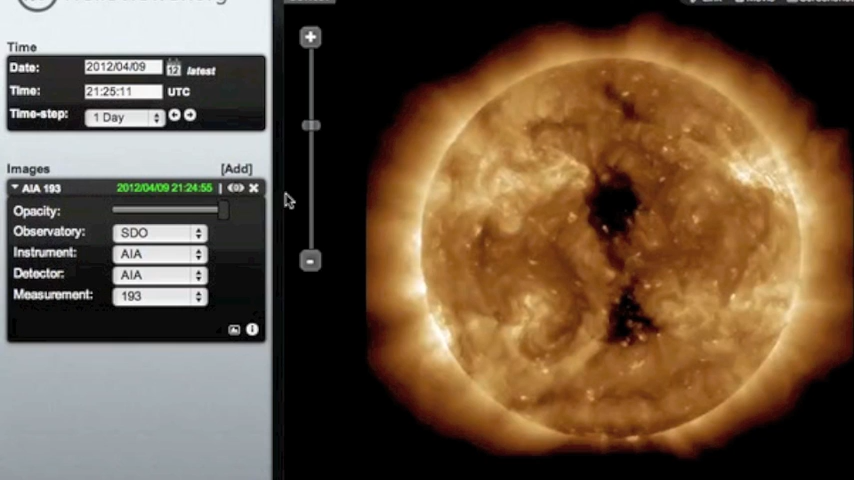 Time
Date: 2012/04/09 12 latest
Time: 21:25:11 UTC
Time-step: 1 Day
Images [Add]
AIA 193 2012/04/09 21:24:55
Opacity:
Observatory: SDO
Instrument: AIA
Detector: AIA
Measurement: 193